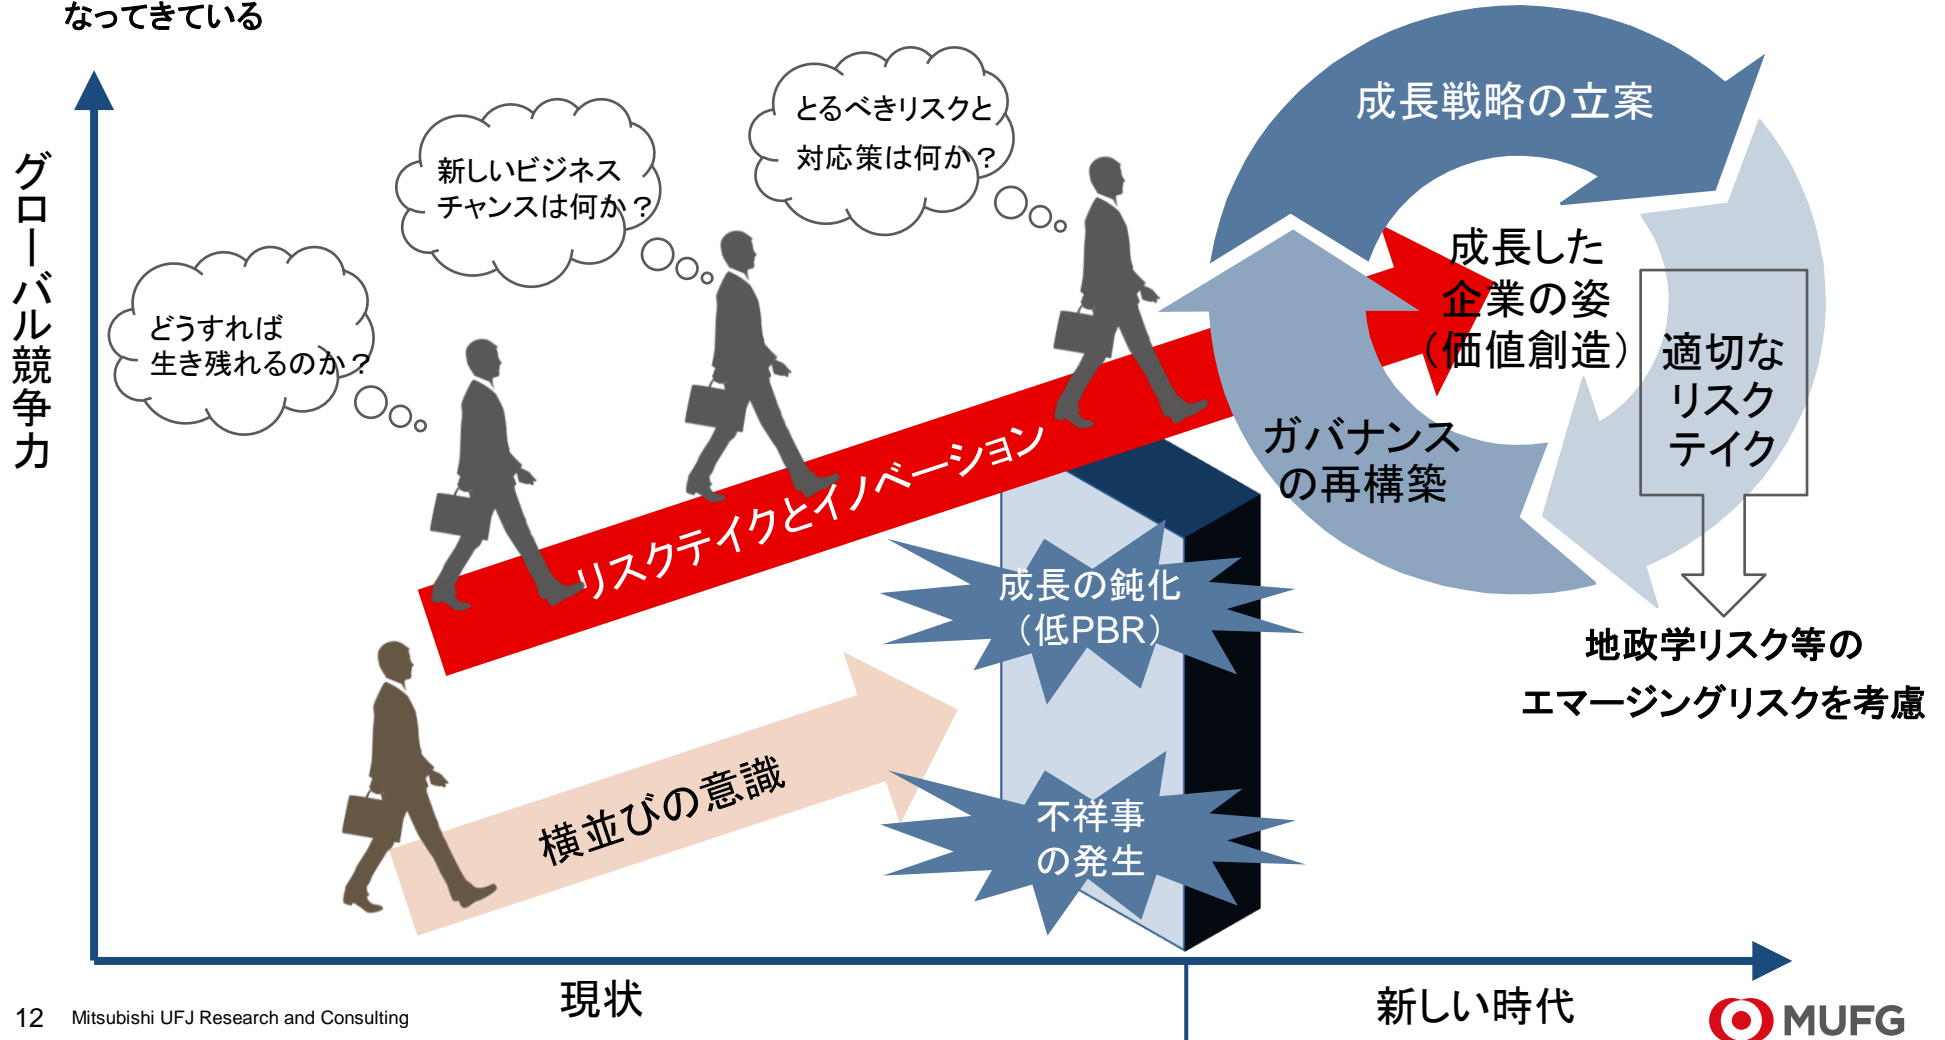 なってきている
グローバル競争力
どうすれば
生き残れるのか？
新しいビジネス
チャンスは何か？
とるべきリスクと
対応策は何か？
成長戦略の立案
成長した
企業の姿
（価値創造）
適切な
リスク
テイク
ガバナンス
の再構築
リスクテイクとイノベーション
成長の鈍化
（低PBR）
地政学リスク等の
エマージングリスクを考慮
横並びの意識
不祥事
の発生
現状
新しい時代
12 Mitsubishi UFJ Research and Consulting
MUFG